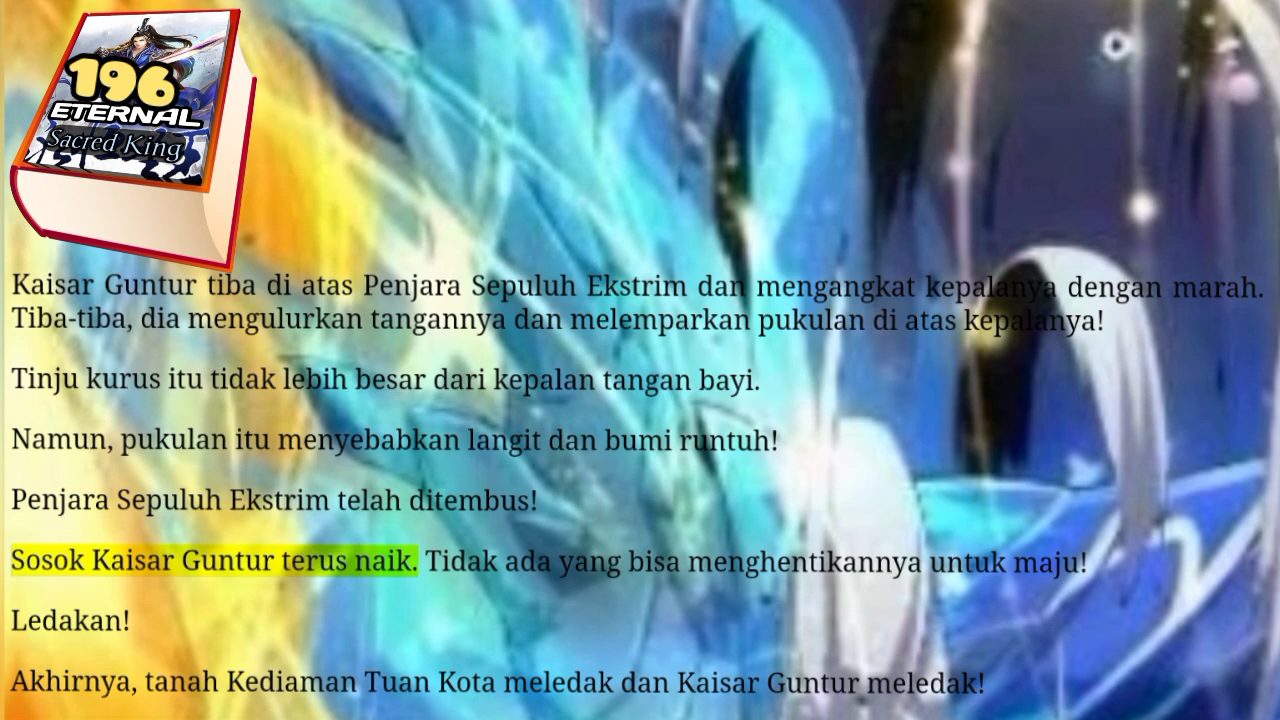 196
ETERNAL
Sacred King
Kaisar Guntur tiba di atas Penjara Sepuluh Ekstrim dan mengangkat kepalanya dengan marah.
Tiba-tiba, dia mengulurkan tangannya dan melemparkan pukulan di atas kepalanya!
Tinju kurus itu tidak lebih besar dari kepalan tangan bayi.
Namun, pukulan itu menyebabkan langit dan bumi runtuh!
Penjara Sepuluh Ekstrim telah ditembus!
Sosok Kaisar Guntur terus naik. Tidak ada yang bisa menghentikannya untuk maju!
Ledakan!
Akhirnya, tanah Kediaman Tuan Kota meledak dan Kaisar Guntur meledak!